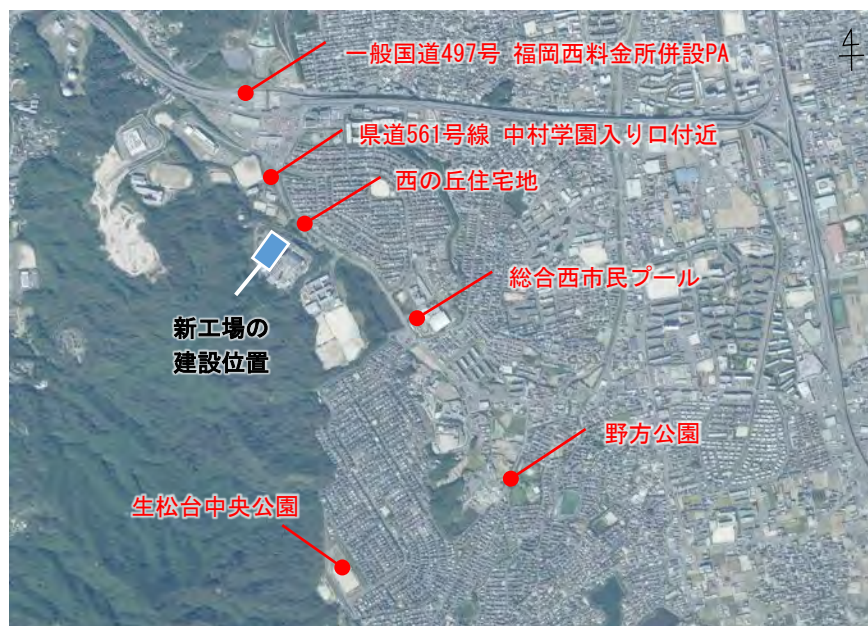 一般国道497号 福岡西料金所併設PA
県道561号線 中村学園入り口付近
西の丘住宅地
総合西市民プール
新工場の
建設位置
野方公園
生松台中央公園